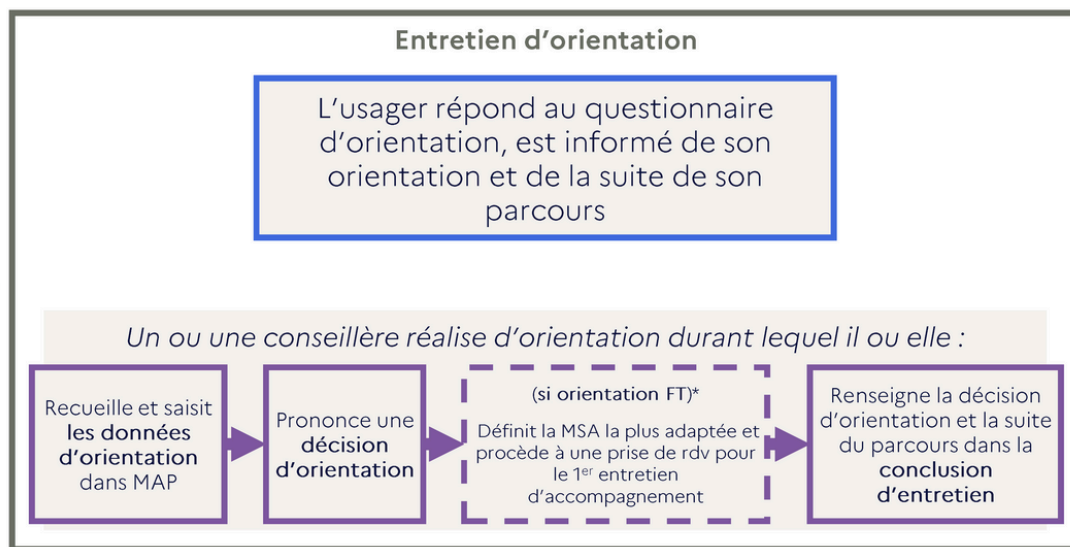 Entretien d’orientation
L’usager répond au questionnaire
d’orientation, est informé de son
orientation et de la suite de son
parcours
Un ou une conseillère réalise d’orientation durant lequel il ou elle :
Recueille et saisit
les données
d’orientation
dans MAP
Prononce une
décision
d’orientation
(si orientation FT)*
Définit la MSA la plus adaptée et
procède à une prise de rdv pour
le 1er entretien
d’accompagnement
Renseigne la décision
d’orientation et la suite
du parcours dans la
conclusion
d’entretien